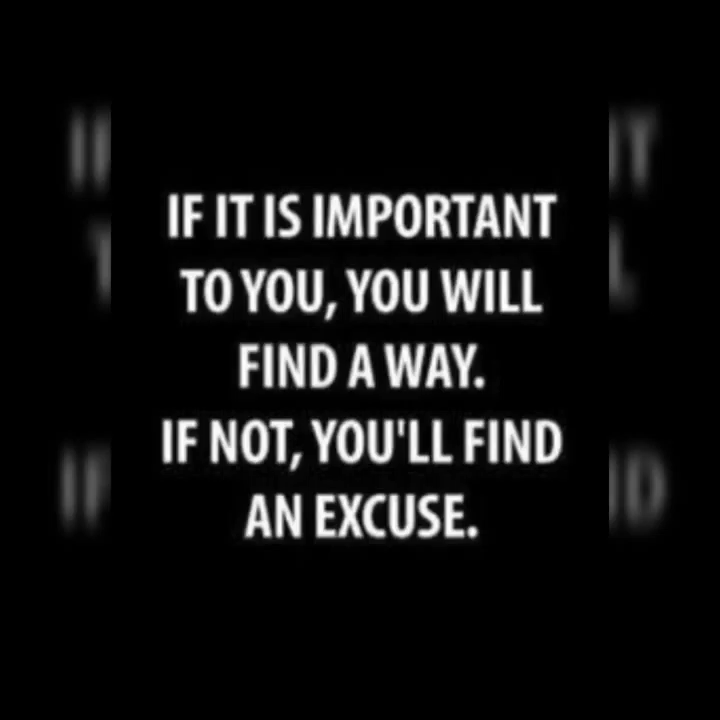 IF IT IS IMPORTANT
TO YOU, YOU WILL
FIND A WAY.
IF NOT, YOU'LL FIND
AN EXCUSE.